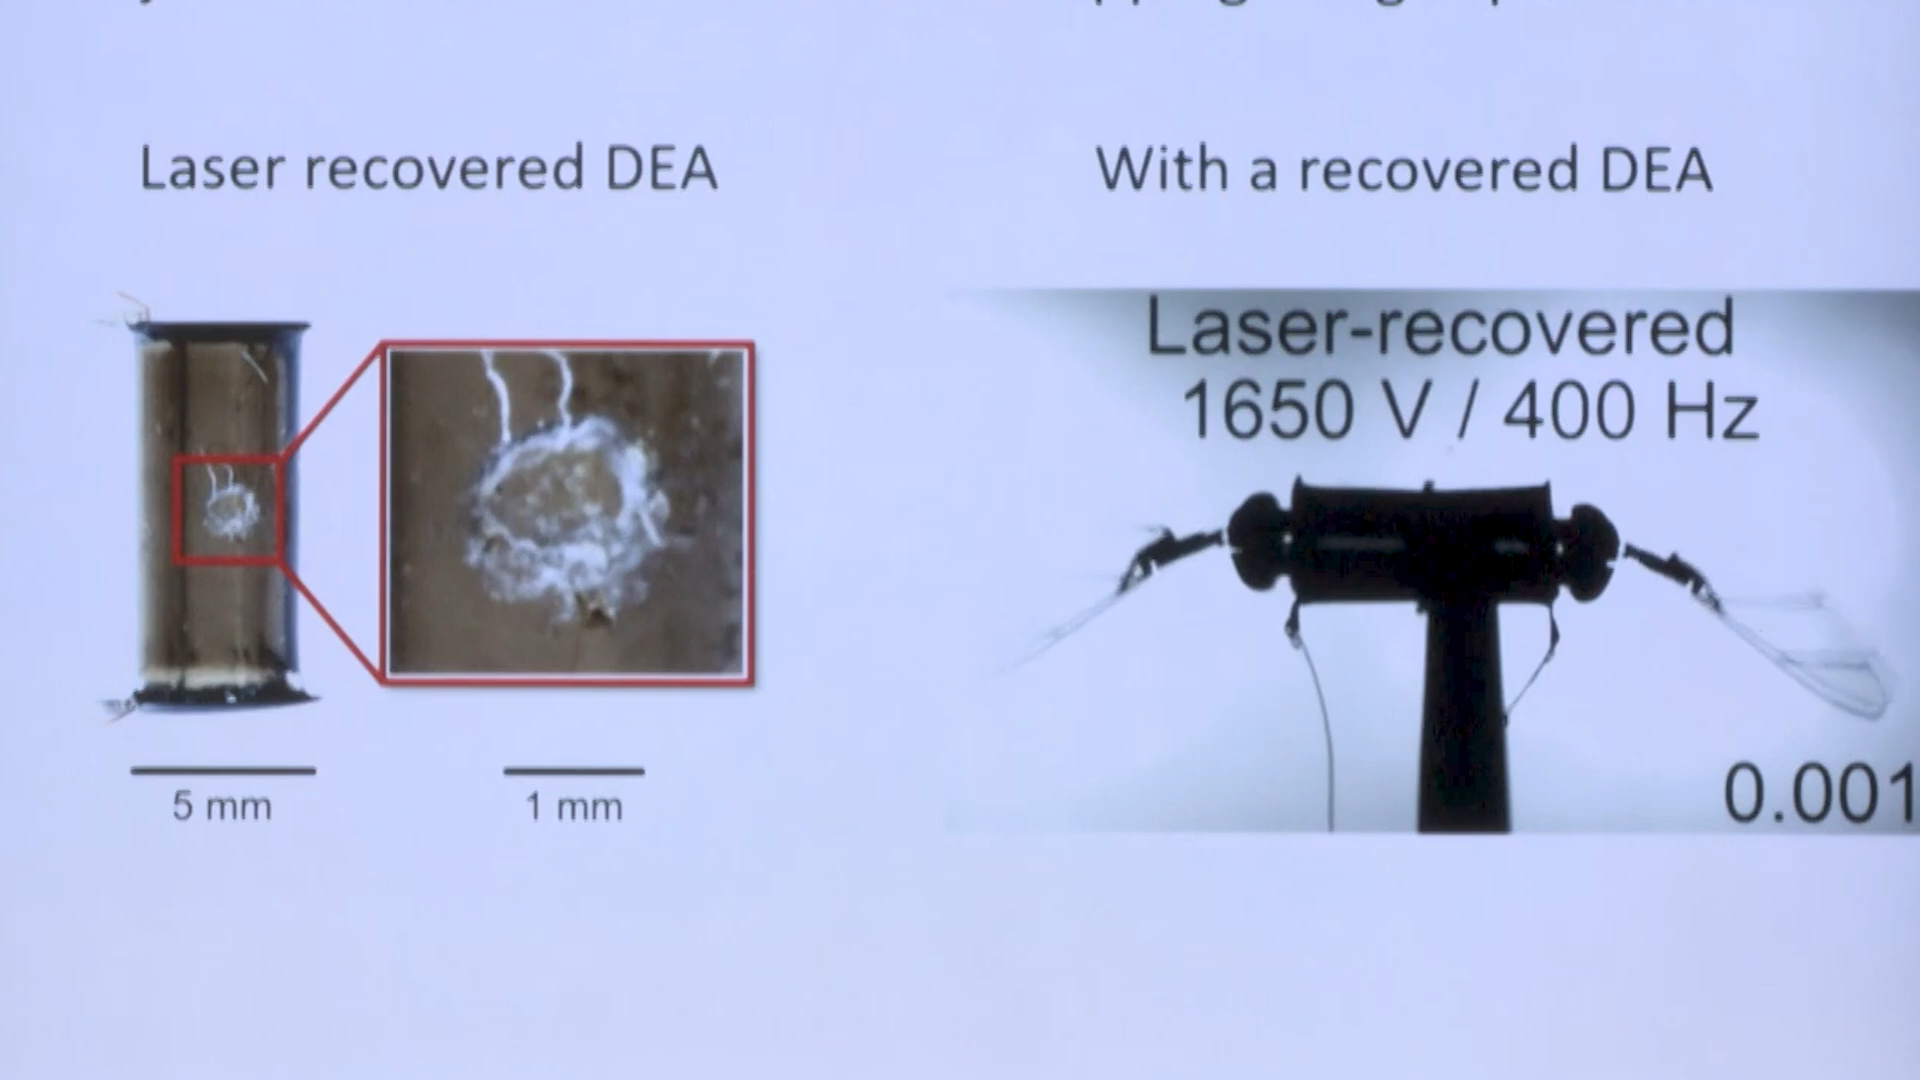 Laser recovered DEA
With a recovered DEA
Laser-recovered
1650 V / 400 Hz
0.001
5 mm
1 mm